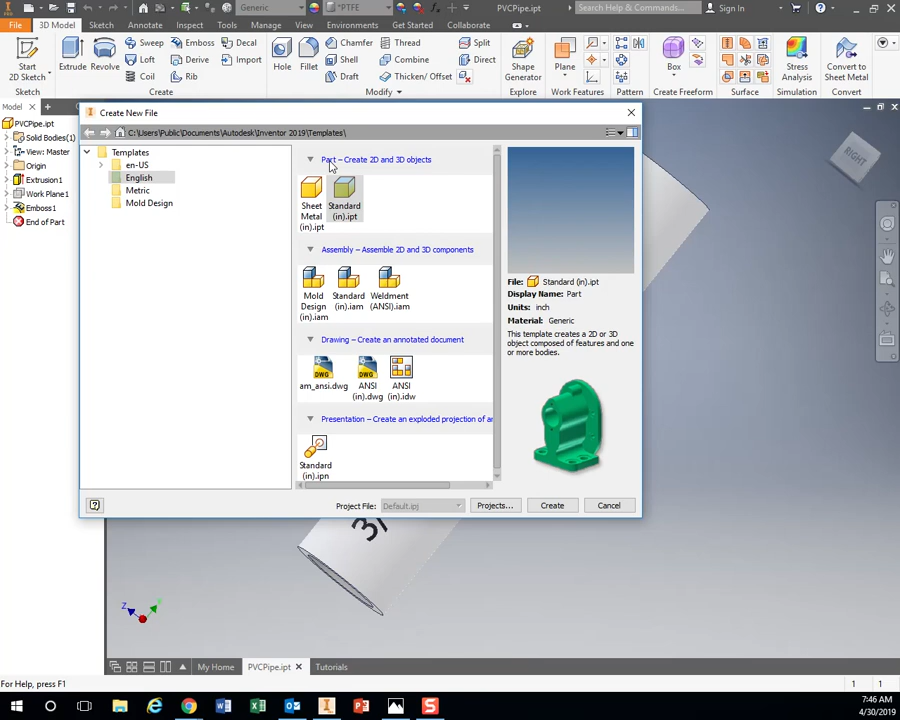 Generic
*PTFE
PVCPipe.ipt
Search Help & Commands...
Sign In
File
3D Model
Sketch
Annotate
Inspect
Tools
Manage
View
Environments
Get Started
Collaborate
Start
2D Sketch
Extrude
Revolve
Sweep
Loft
Coil
Emboss
Derive
Rib
Decal
Import
Hole
Fillet
Chamfer
Shell
Draft
Thread
Combine
Thicken/ Offset
Split
Direct
Shape
Generator
Plane
Box
Stress
Analysis
Convert to
Sheet Metal
Create
Modify
Explore
Work Features
Pattern
Create Freeform
Surface
Simulation
Convert
Model
PVCPipe.ipt
Solid Bodies(1)
View: Master
Origin
Extrusion1
Work Plane1
Emboss1
End of Part
Create New File
C:\Users\Public\Documents\Autodesk\Inventor 2019\Templates\
Templates
en-US
English
Metric
Mold Design
Part – Create 2D and 3D objects
Sheet
Metal
(in).ipt
Standard
(in).ipt
Assembly – Assemble 2D and 3D components
Mold
Design
(in).iam
Standard
(in).iam
Weldment
(ANSI).iam
Drawing – Create an annotated document
am_ansi.dwg
ANSI
(in).dwg
ANSI
(in).idw
Presentation – Create an exploded projection of an
Standard
(in).ipn
File: Standard (in).ipt
Display Name: Part
Units: inch
Material: Generic
This template creates a 2D or 3D
object composed of features and one
or more bodies.
Project File:
Default.ipj
Projects...
Create
Cancel
RIGHT
3/
Z
Y
My Home
PVCPipe.ipt
Tutorials
For Help, press F1
1
1
7:46 AM
4/30/2019